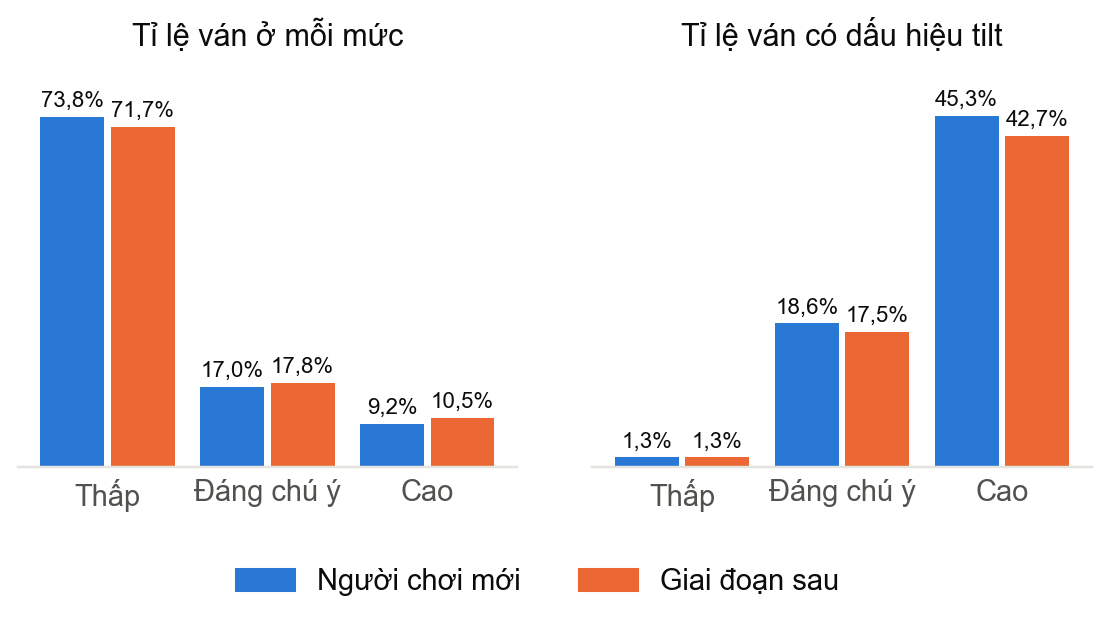 Tỉ lệ ván ở mỗi mức
73,8%
71,7%
17,0%
17,8%
9,2%
10,5%
Thấp
Đáng chú ý
Cao
Tỉ lệ ván có dấu hiệu tilt
1,3%
1,3%
18,6%
17,5%
45,3%
42,7%
Thấp
Đáng chú ý
Cao
Người chơi mới
Giai đoạn sau